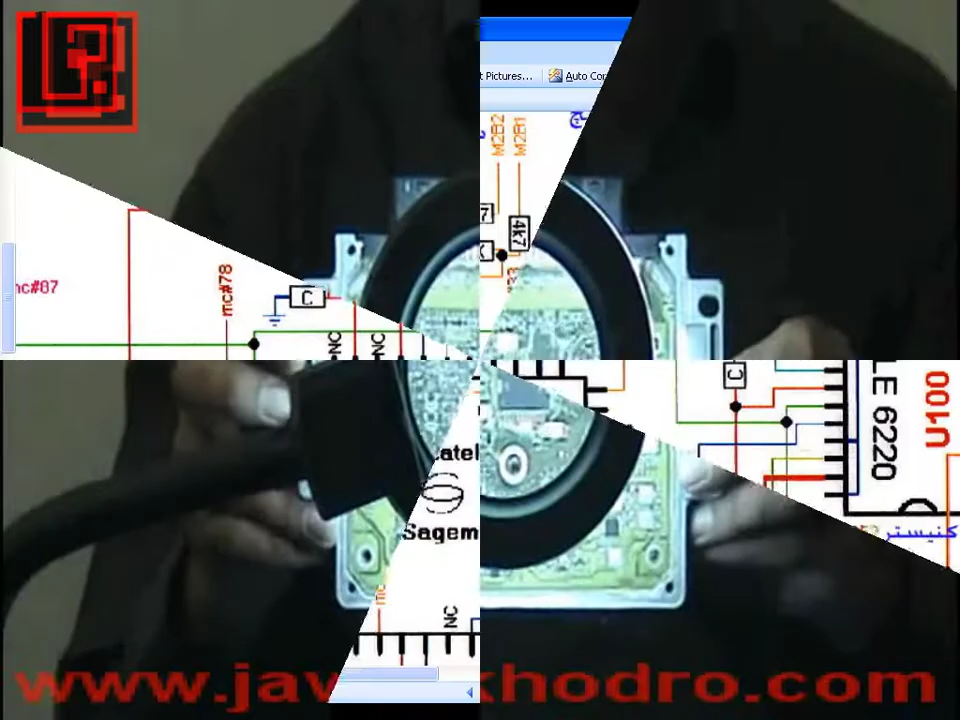 t Pictures...
Auto Cor
M2B2
M2B1
4k7
mc#87
mc#78
C
NC
NC
C
LE 6220
U100
کنیستر
Sagem
NC
www.jav
khodro.com